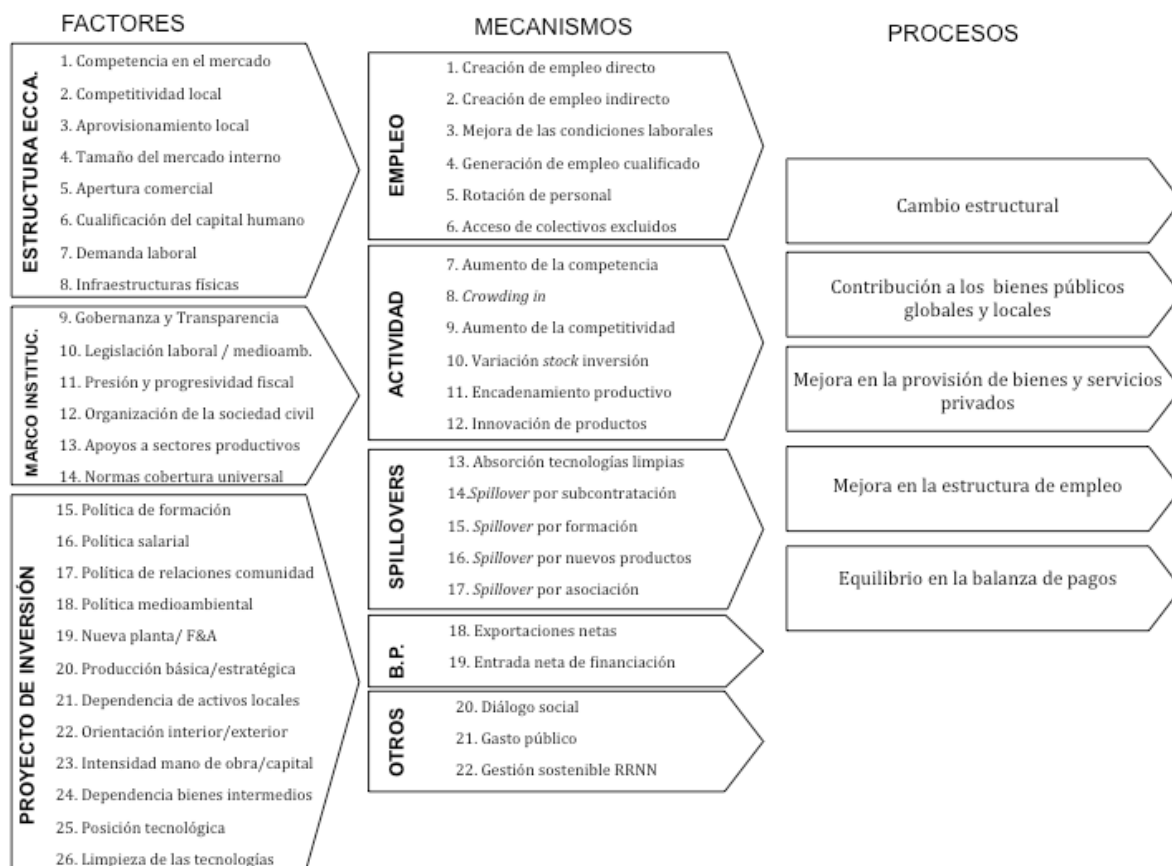 FACTORES
ESTRUCTURA ECCA.
1. Competencia en el mercado
2. Competitividad local
3. Aprovisionamiento local
4. Tamaño del mercado interno
5. Apertura comercial
6. Cualificación del capital humano
7. Demanda laboral
8. Infraestructuras físicas
MARCO INSTITUC.
9. Gobernanza y Transparencia
10. Legislación laboral / medioamb.
11. Presión y progresividad fiscal
12. Organización de la sociedad civil
13. Apoyos a sectores productivos
14. Normas cobertura universal
PROYECTO DE INVERSIÓN
15. Política de formación
16. Política salarial
17. Política de relaciones comunidad
18. Política medioambiental
19. Nueva planta/ F&A
20. Producción básica/estratégica
21. Dependencia de activos locales
22. Orientación interior/exterior
23. Intensidad mano de obra/capital
24. Dependencia bienes intermedios
25. Posición tecnológica
26. Limpieza de las tecnologías
MECANISMOS
EMPLEO
1. Creación de empleo directo
2. Creación de empleo indirecto
3. Mejora de las condiciones laborales
4. Generación de empleo cualificado
5. Rotación de personal
6. Acceso de colectivos excluidos
ACTIVIDAD
7. Aumento de la competencia
8. Crowding in
9. Aumento de la competitividad
10. Variación stock inversión
11. Encadenamiento productivo
12. Innovación de productos
SPILLOVERS
13. Absorción tecnologías limpias
14.Spillover por subcontratación
15. Spillover por formación
16. Spillover por nuevos productos
17. Spillover por asociación
B.P.
18. Exportaciones netas
19. Entrada neta de financiación
OTROS
20. Diálogo social
21. Gasto público
22. Gestión sostenible RRNN
PROCESOS
Cambio estructural
Contribución a los bienes públicos
globales y locales
Mejora en la provisión de bienes y servicios
privados
Mejora en la estructura de empleo
Equilibrio en la balanza de pagos